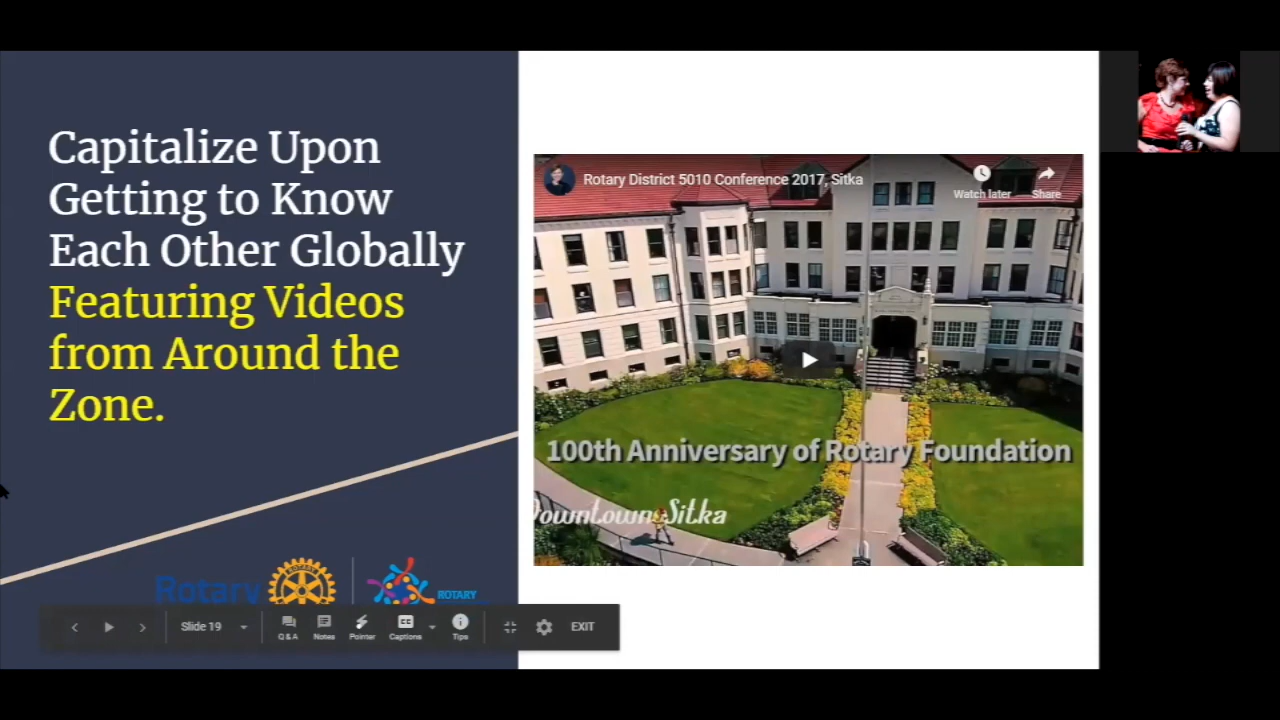 Capitalize Upon
Getting to Know
Each Other Globally
Featuring Videos
from Around the
Zone.
Rotary
ROTARY
Rotary District 5010 Conference 2017, Sitka
Watch later
Share
100th Anniversary of Rotary Foundation
Downtown Sitka
Slide 19
Q&A
Notes
Pointer
CC
Captions
Tips
EXIT